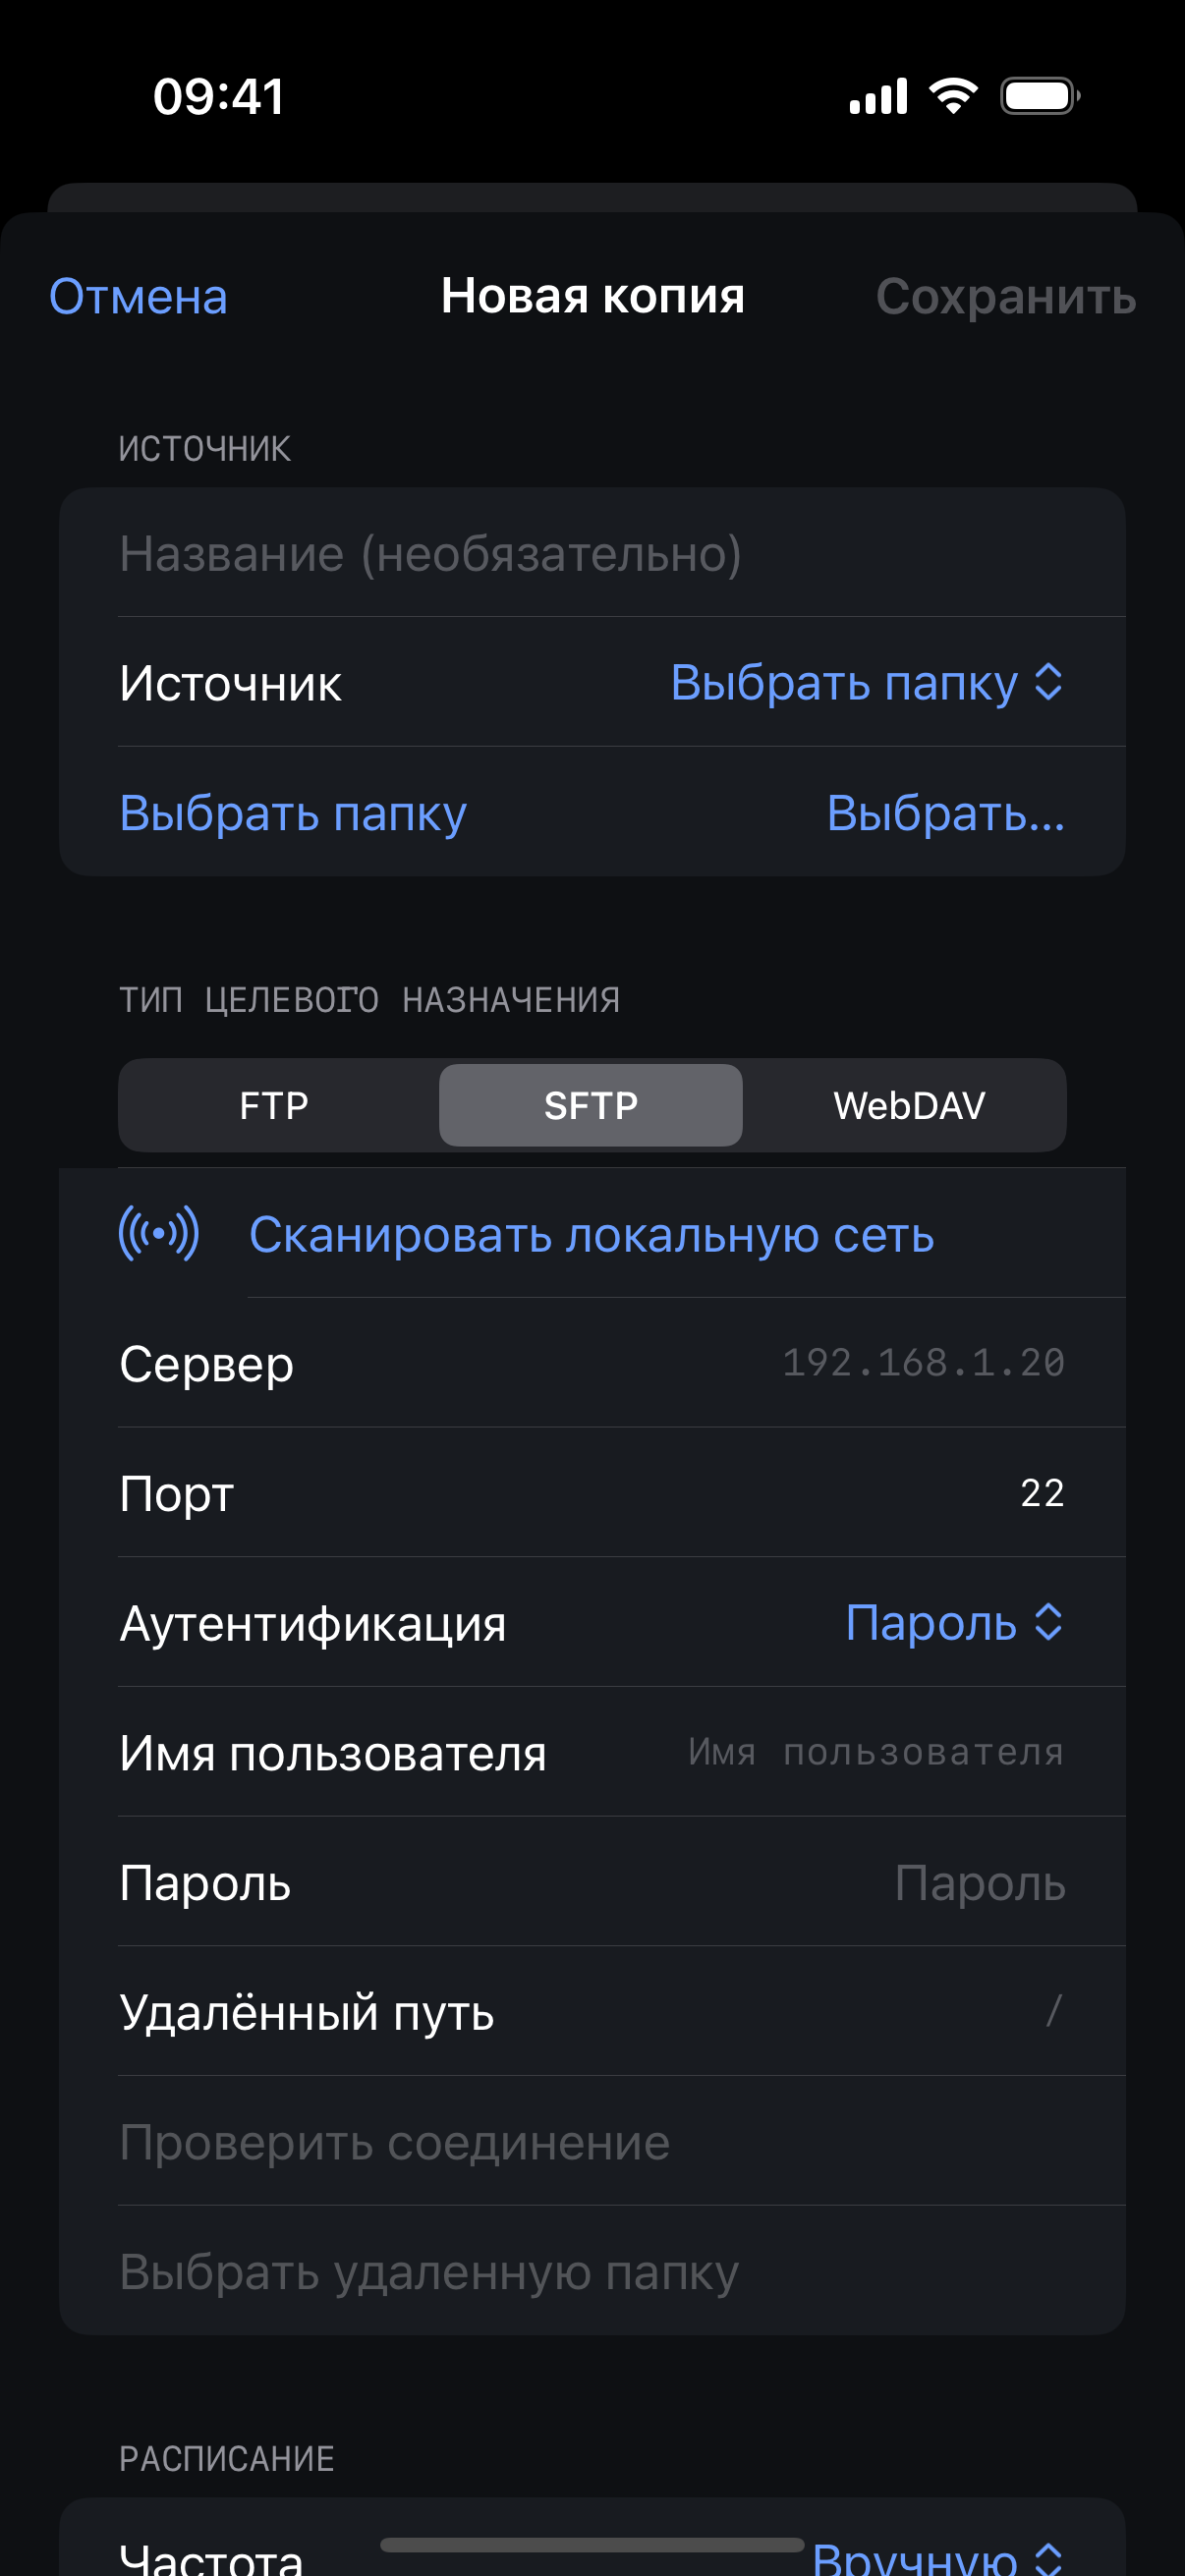 09:41
Отмена Новая копия Сохранить
ИСТОЧНИК
Название (необязательно)
Источник Выбрать папку
Выбрать папку Выбрать...
ТИП ЦЕЛЕВОГО НАЗНАЧЕНИЯ
FTP SFTP WebDAV
Сканировать локальную сеть
Сервер 192.168.1.20
Порт 22
Аутентификация Пароль
Имя пользователя Имя пользователя
Пароль Пароль
Удалённый путь /
Проверить соединение
Выбрать удаленную папку
РАСПИСАНИЕ
Частота Вручную